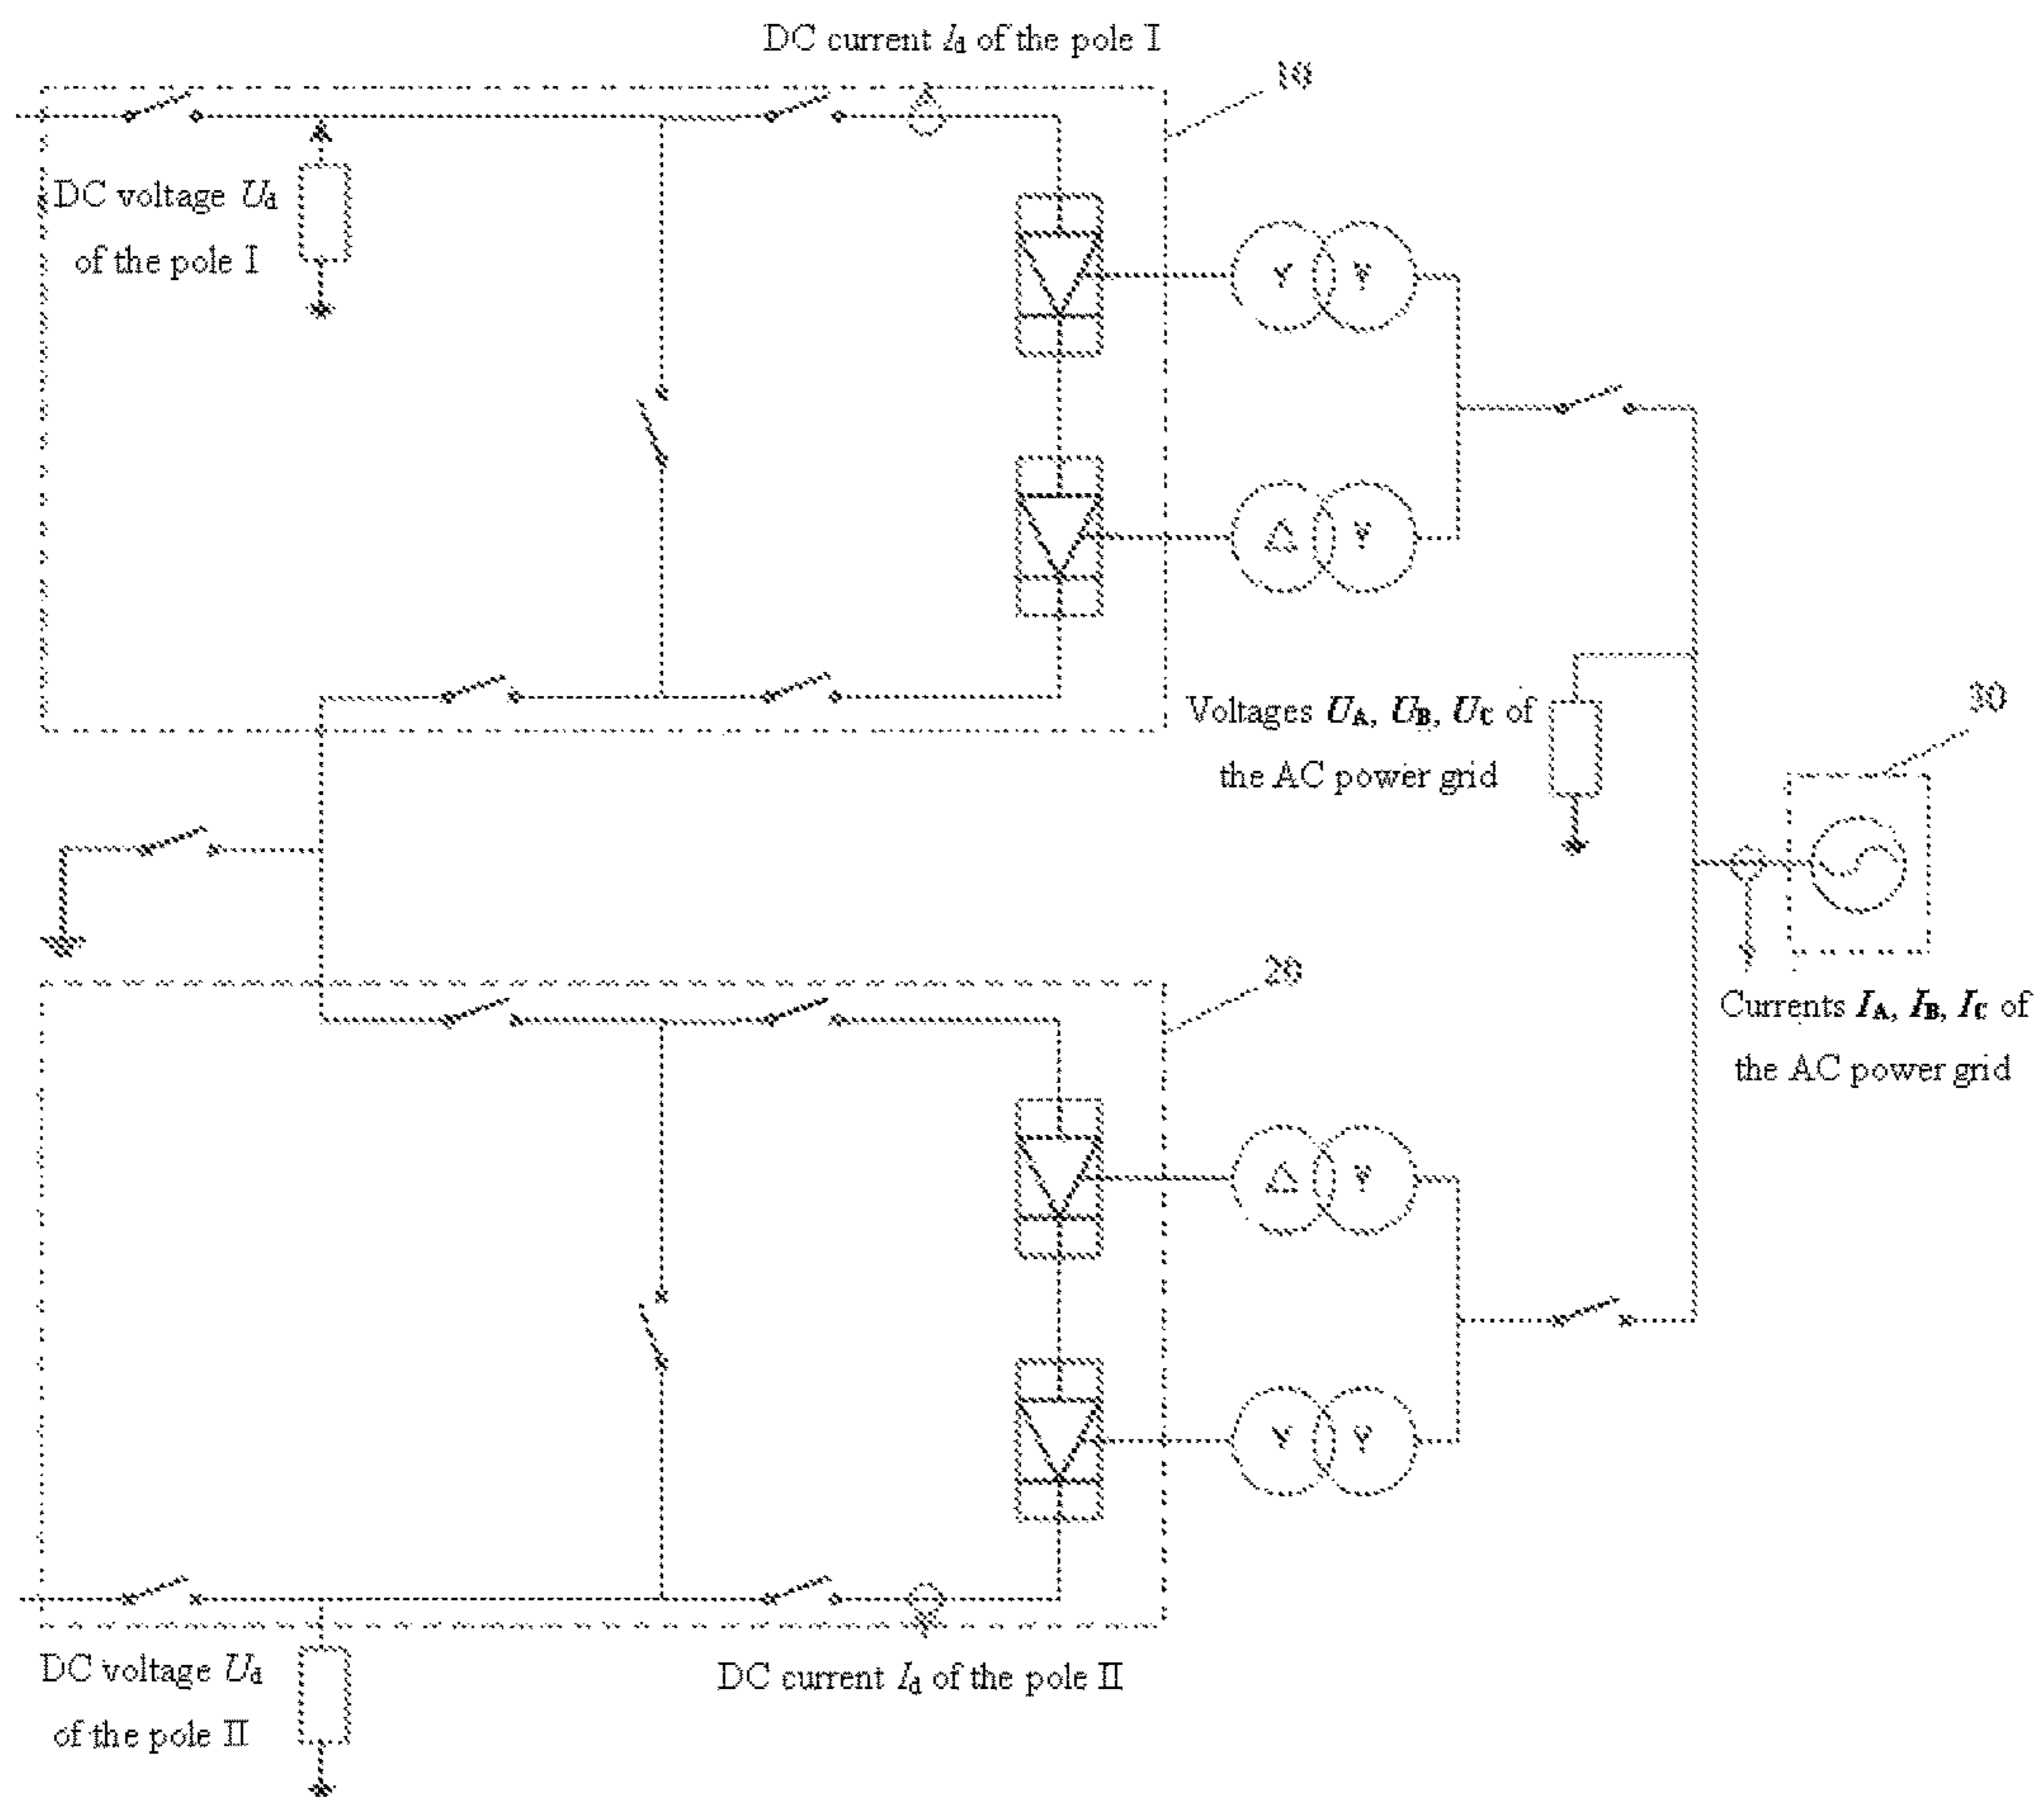 DC current Id of the pole I
10
DC voltage Ud
of the pole I
Y Y
Δ Y
Voltages UA, UB, UC of
the AC power grid
30
20
Currents IA, IB, IC of
the AC power grid
Δ Y
Y Y
DC voltage Ud
of the pole II
DC current Id of the pole II